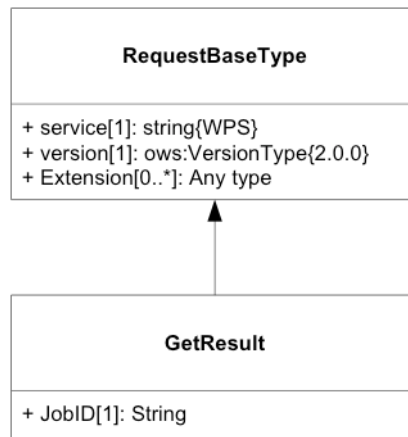 RequestBaseType
+ service[1]: string{WPS}
+ version[1]: ows:VersionType{2.0.0}
+ Extension[0..*]: Any type
GetResult
+ JobID[1]: String